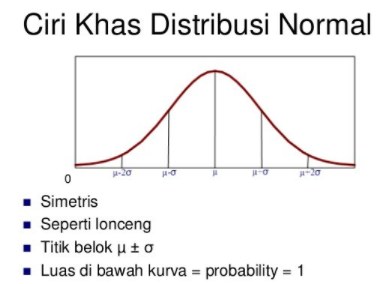 Ciri Khas Distribusi Normal
0
μ-2σ μ-σ μ μ-σ μ-2σ
Simetris
Seperti lonceng
Titik belok μ ± σ
Luas di bawah kurva = probability = 1